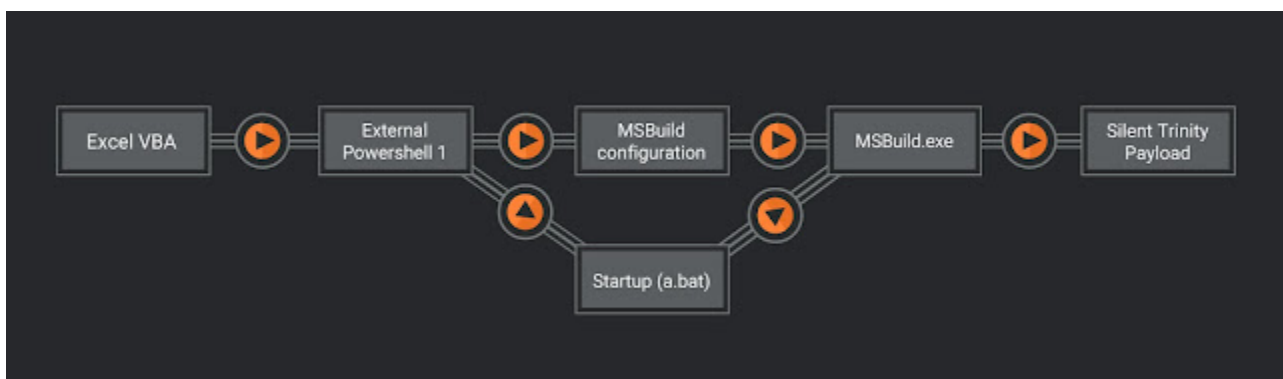 Excel VBA
External
Powershell 1
MSBuild
configuration
MSBuild.exe
Silent Trinity
Payload
Startup (a.bat)